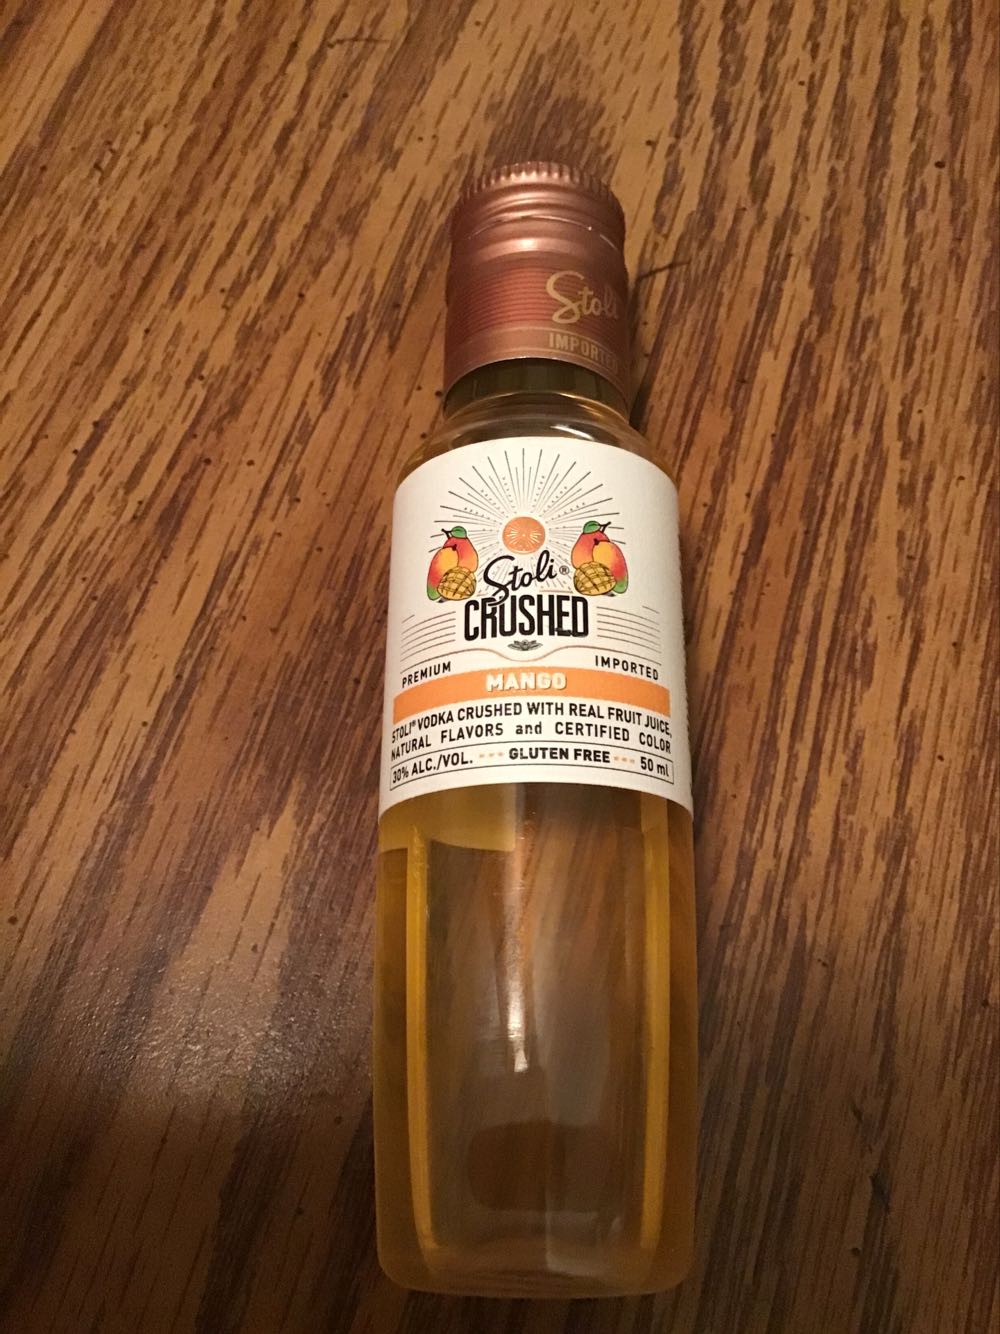 Stoli
IMPORTED
Stoli®
CRUSHED
PREMIUM IMPORTED
MANGO
STOLI® VODKA CRUSHED WITH REAL FRUIT JUICE,
NATURAL FLAVORS and CERTIFIED COLOR
30% ALC./VOL. --- GLUTEN FREE --- 50 ml